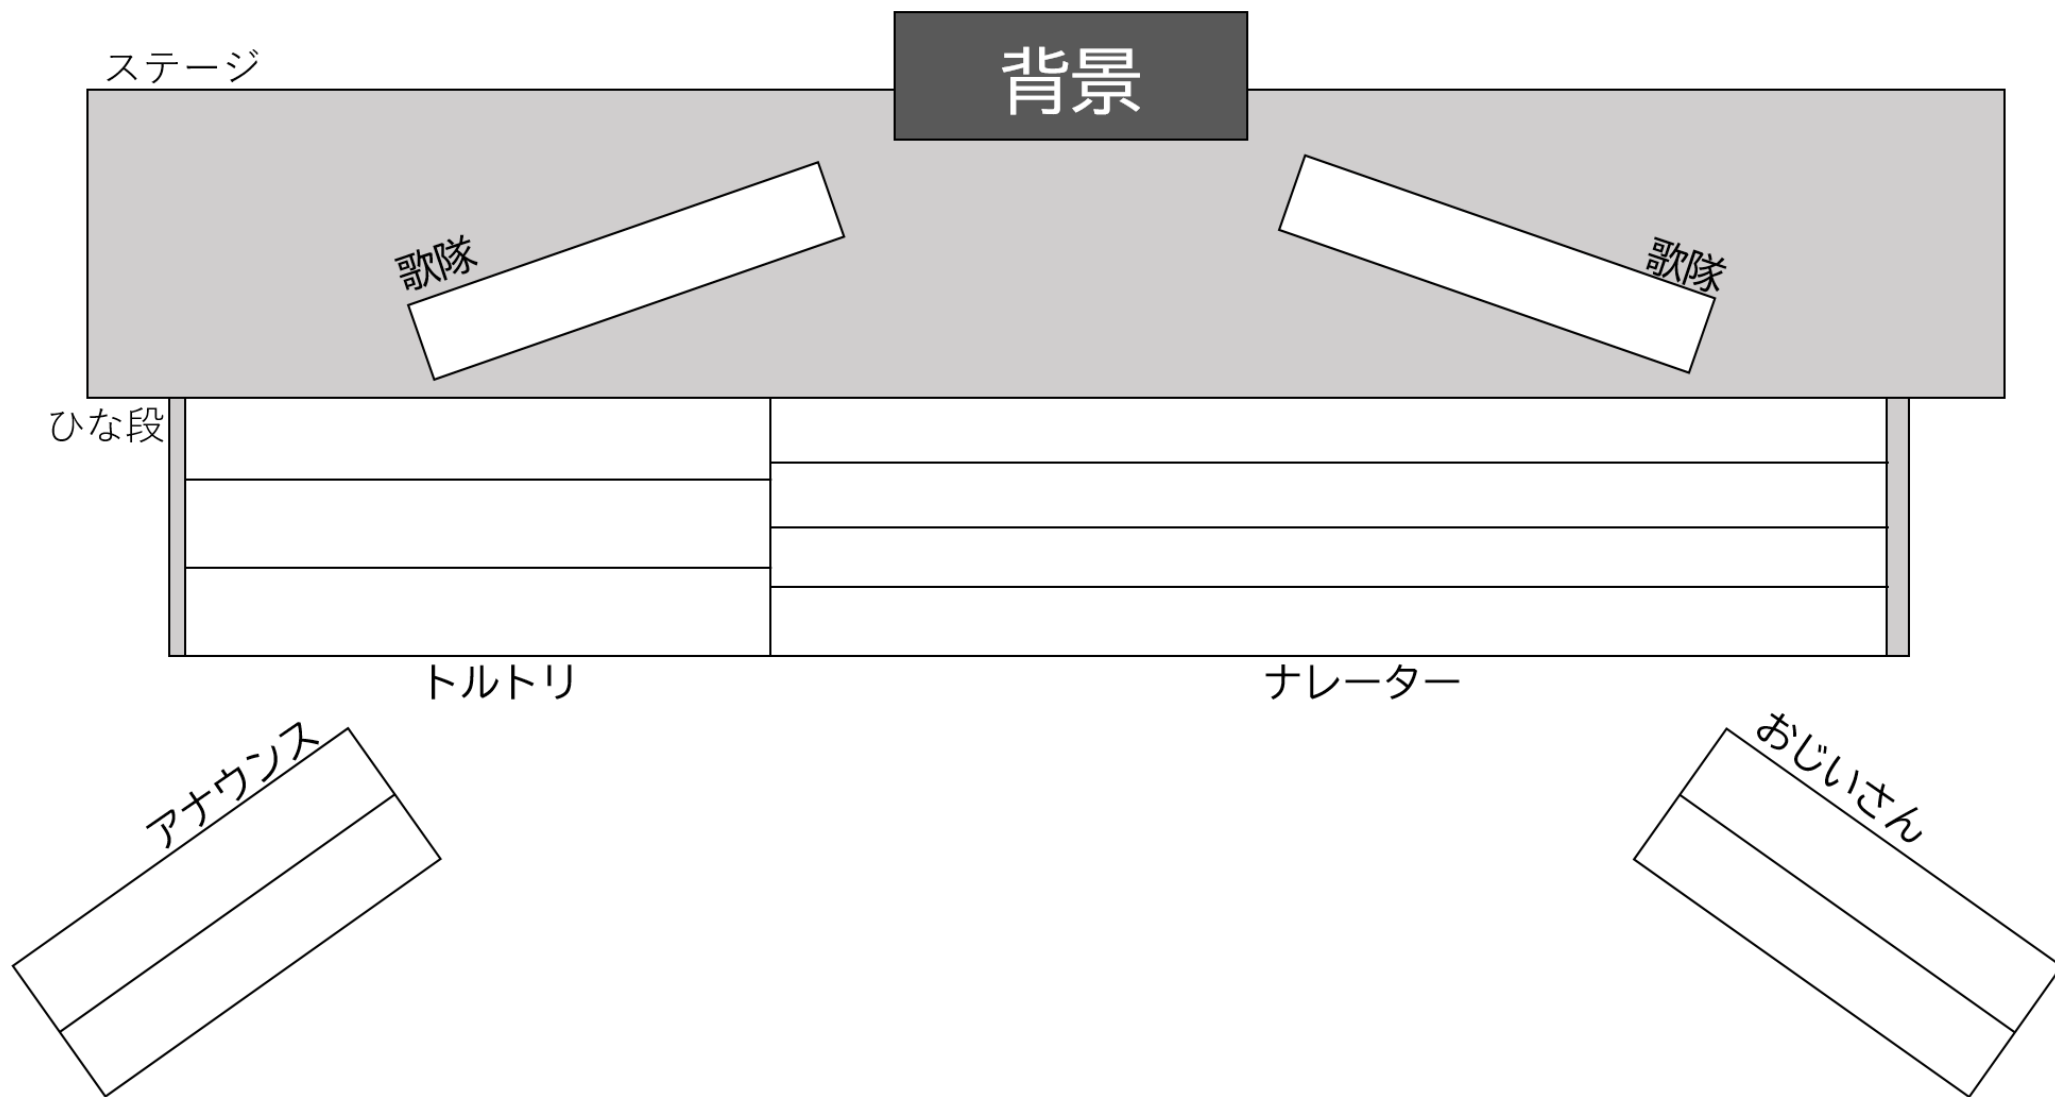 背景
ステージ
歌隊
歌隊
ひな段
トルトリ
ナレーター
アナウンス
おじいさん